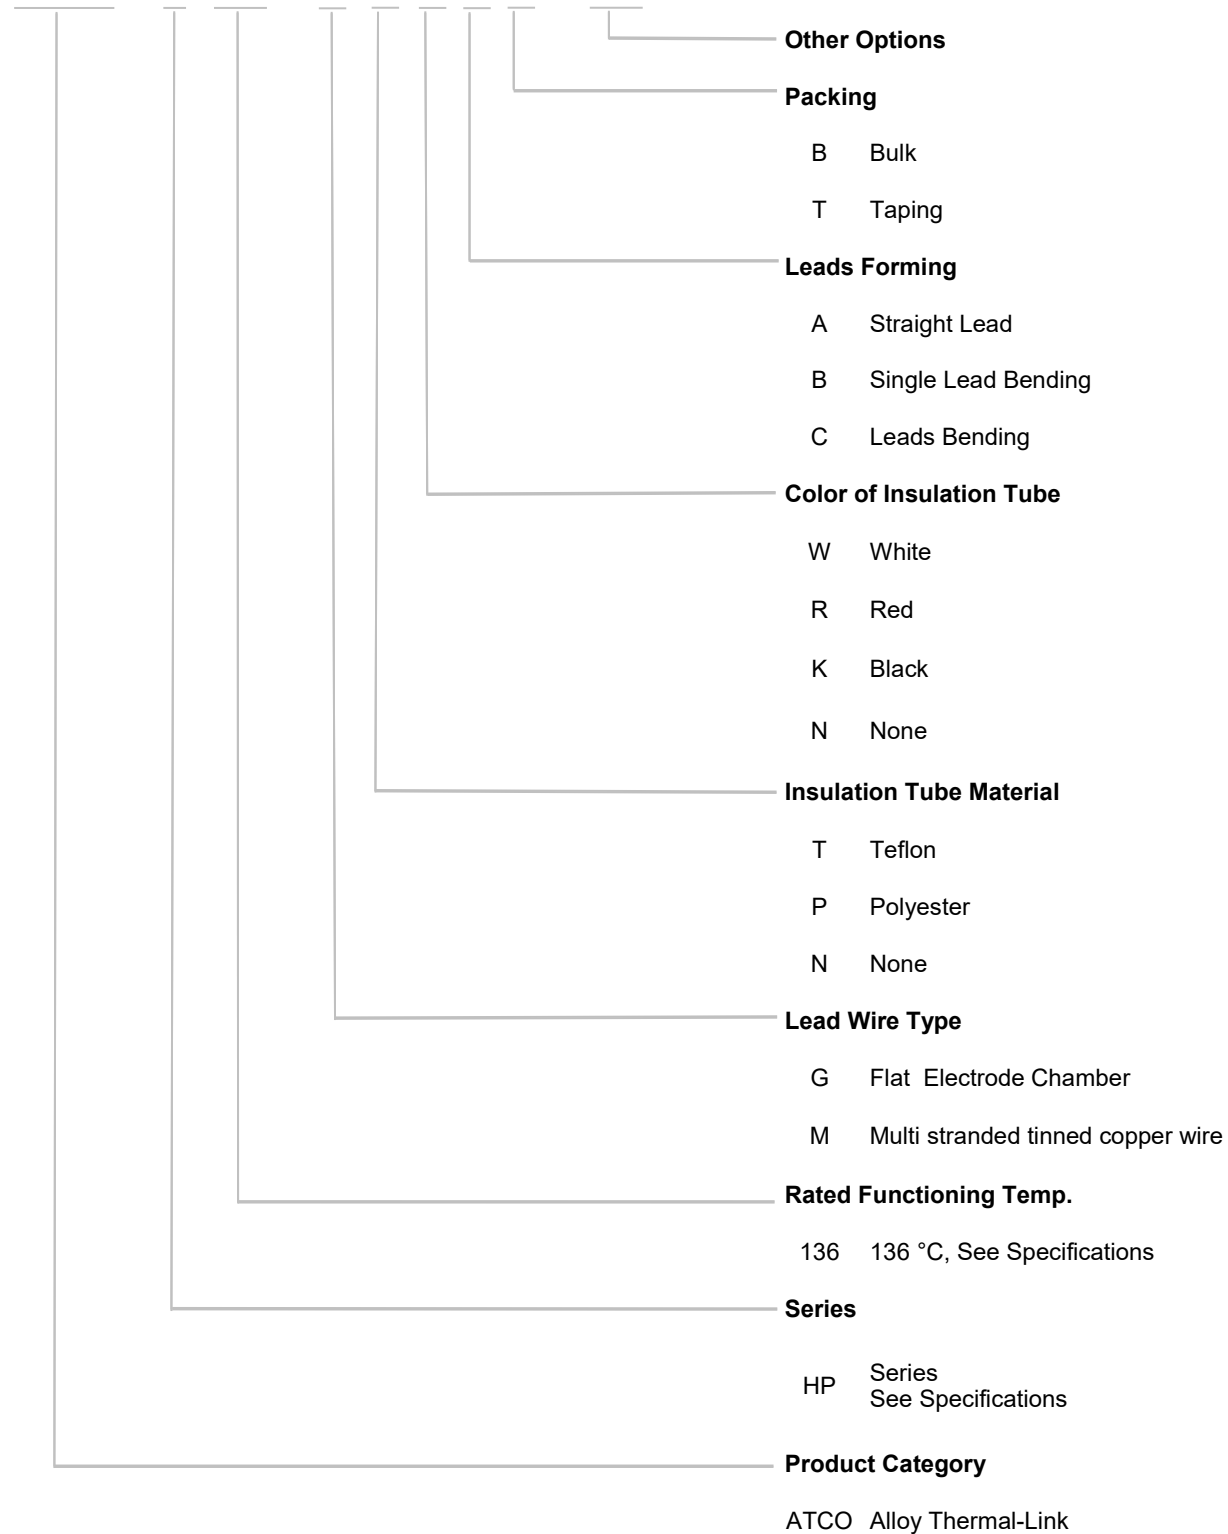 Other Options
Packing
B Bulk
T Taping
Leads Forming
A Straight Lead
B Single Lead Bending
C Leads Bending
Color of Insulation Tube
W White
R Red
K Black
N None
Insulation Tube Material
T Teflon
P Polyester
N None
Lead Wire Type
G Flat Electrode Chamber
M Multi stranded tinned copper wire
Rated Functioning Temp.
136 136 °C, See Specifications
Series
HP Series
See Specifications
Product Category
ATCO Alloy Thermal-Link